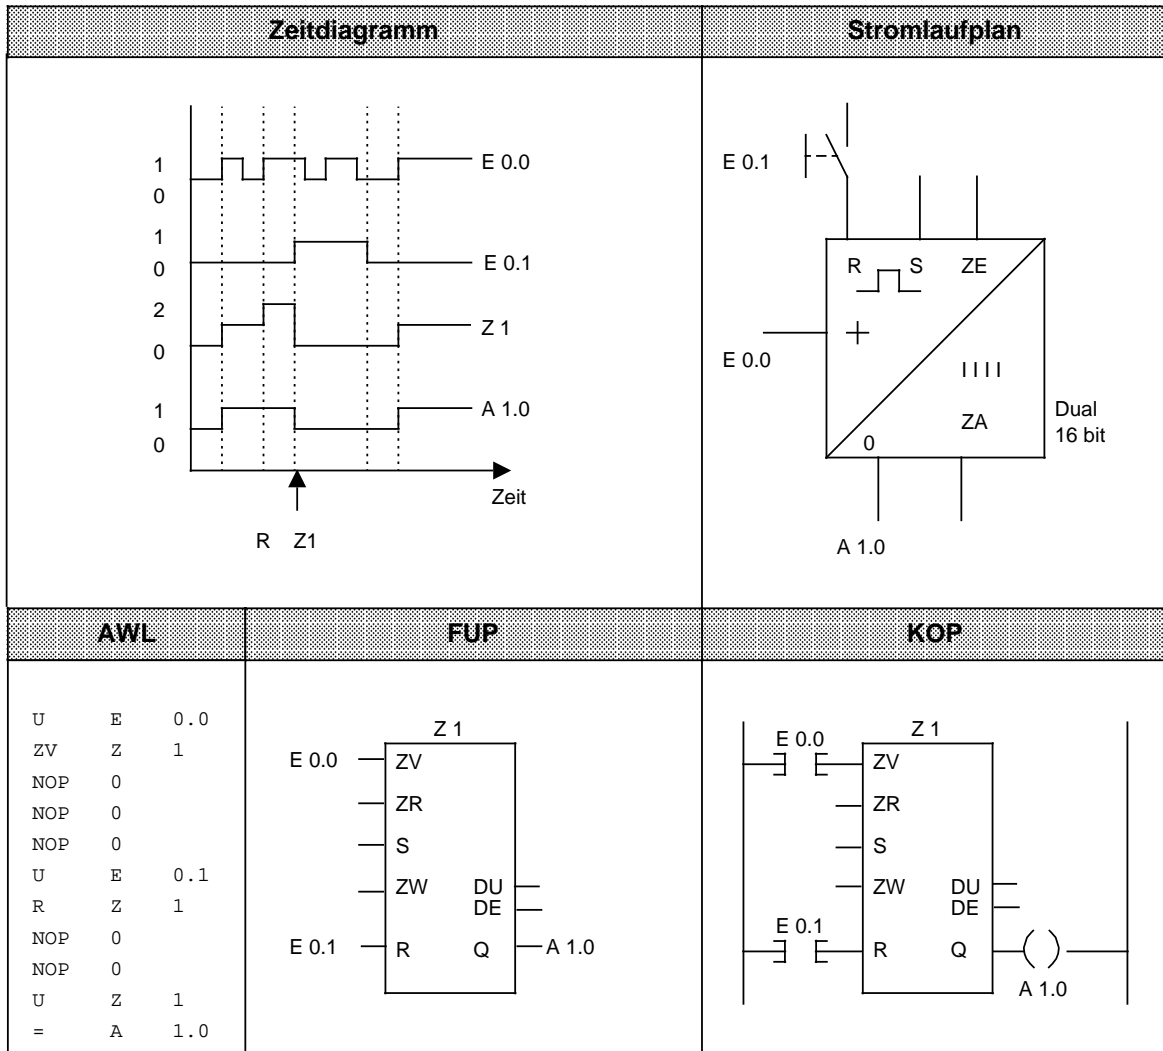 Zeitdiagramm
1
0
E 0.0
1
0
E 0.1
2
0
Z 1
1
0
A 1.0
Zeit
R Z1
Stromlaufplan
E 0.1
R S ZE
E 0.0
+
IIII
ZA
0
Dual
16 bit
A 1.0
AWL
U E 0.0
ZV Z 1
NOP 0
NOP 0
NOP 0
U E 0.1
R Z 1
NOP 0
NOP 0
U Z 1
= A 1.0
FUP
Z 1
E 0.0 ZV
ZR
S
ZW DU
DE
E 0.1 R Q A 1.0
KOP
Z 1
E 0.0
ZV
ZR
S
ZW DU
DE
E 0.1
R Q
A 1.0